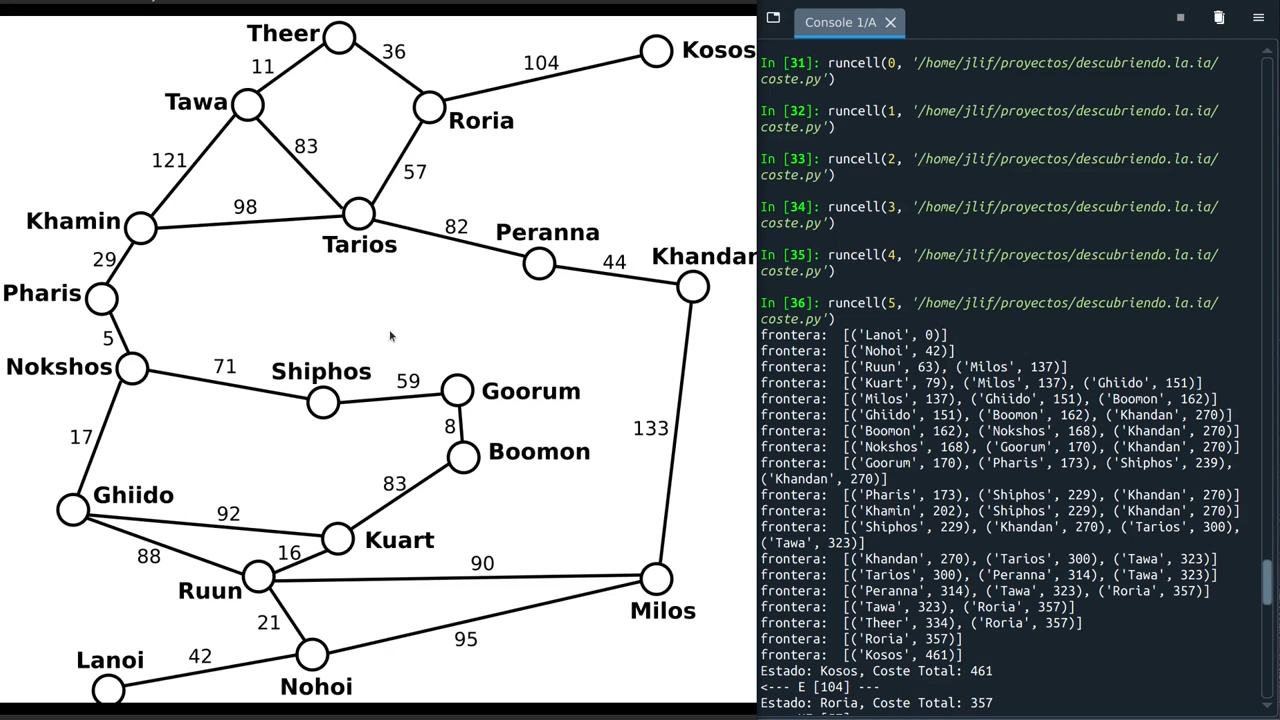 Theer
36
Kosos
11
104
Tawa
Roria
83
121
57
98
Khamin
Tarios
82
Peranna
Khandan
29
44
Pharis
5
Nokshos
71
Shiphos
59
Goorum
8
133
17
Boomon
83
Ghiido
92
Kuart
88
16
90
Ruun
Milos
21
95
Lanoi
42
Nohoi
Console 1/A
In [31]: runcell(0, '/home/jlif/proyectos/descubriendo.la.ia/
coste.py')
In [32]: runcell(1, '/home/jlif/proyectos/descubriendo.la.ia/
coste.py')
In [33]: runcell(2, '/home/jlif/proyectos/descubriendo.la.ia/
coste.py')
In [34]: runcell(3, '/home/jlif/proyectos/descubriendo.la.ia/
coste.py')
In [35]: runcell(4, '/home/jlif/proyectos/descubriendo.la.ia/
coste.py')
In [36]: runcell(5, '/home/jlif/proyectos/descubriendo.la.ia/
coste.py')
frontera:  [('Lanoi', 0)]
frontera:  [('Nohoi', 42)]
frontera:  [('Ruun', 63), ('Milos', 137)]
frontera:  [('Kuart', 79), ('Milos', 137), ('Ghiido', 151)]
frontera:  [('Milos', 137), ('Ghiido', 151), ('Boomon', 162)]
frontera:  [('Ghiido', 151), ('Boomon', 162), ('Khandan', 270)]
frontera:  [('Boomon', 162), ('Nokshos', 168), ('Khandan', 270)]
frontera:  [('Nokshos', 168), ('Goorum', 170), ('Khandan', 270)]
frontera:  [('Goorum', 170), ('Pharis', 173), ('Shiphos', 239),
('Khandan', 270)]
frontera:  [('Pharis', 173), ('Shiphos', 229), ('Khandan', 270)]
frontera:  [('Khamin', 202), ('Shiphos', 229), ('Khandan', 270)]
frontera:  [('Shiphos', 229), ('Khandan', 270), ('Tarios', 300),
('Tawa', 323)]
frontera:  [('Khandan', 270), ('Tarios', 300), ('Tawa', 323)]
frontera:  [('Tarios', 300), ('Peranna', 314), ('Tawa', 323)]
frontera:  [('Peranna', 314), ('Tawa', 323), ('Roria', 357)]
frontera:  [('Tawa', 323), ('Roria', 357)]
frontera:  [('Theer', 334), ('Roria', 357)]
frontera:  [('Roria', 357)]
frontera:  [('Kosos', 461)]
Estado: Kosos, Coste Total: 461
<--- E [104] ---
Estado: Roria, Coste Total: 357